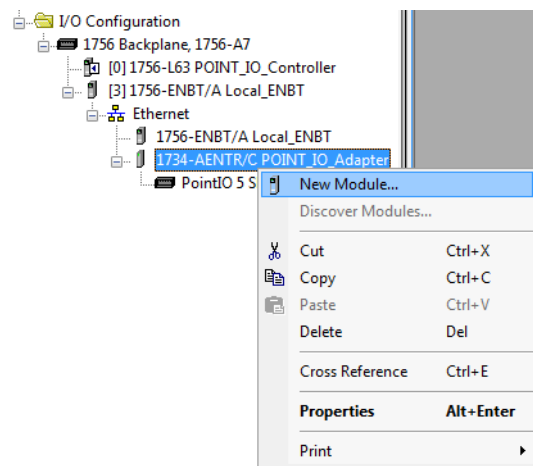 I/O Configuration
1756 Backplane, 1756-A7
[0] 1756-L63 POINT_IO_Controller
[3] 1756-ENBT/A Local_ENBT
Ethernet
1756-ENBT/A Local_ENBT
1734-AENTR/C POINT_IO_Adapter
PointIO 5 S
New Module...
Discover Modules...
Cut Ctrl+X
Copy Ctrl+C
Paste Ctrl+V
Delete Del
Cross Reference Ctrl+E
Properties Alt+Enter
Print